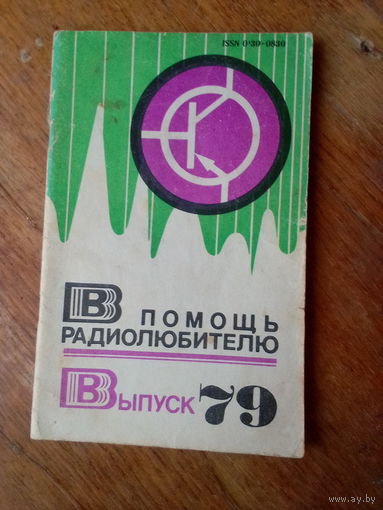 ISSN 0130-0830
В ПОМОЩЬ
РАДИОЛЮБИТЕЛЮ
ВЫПУСК 79
www.ay.by